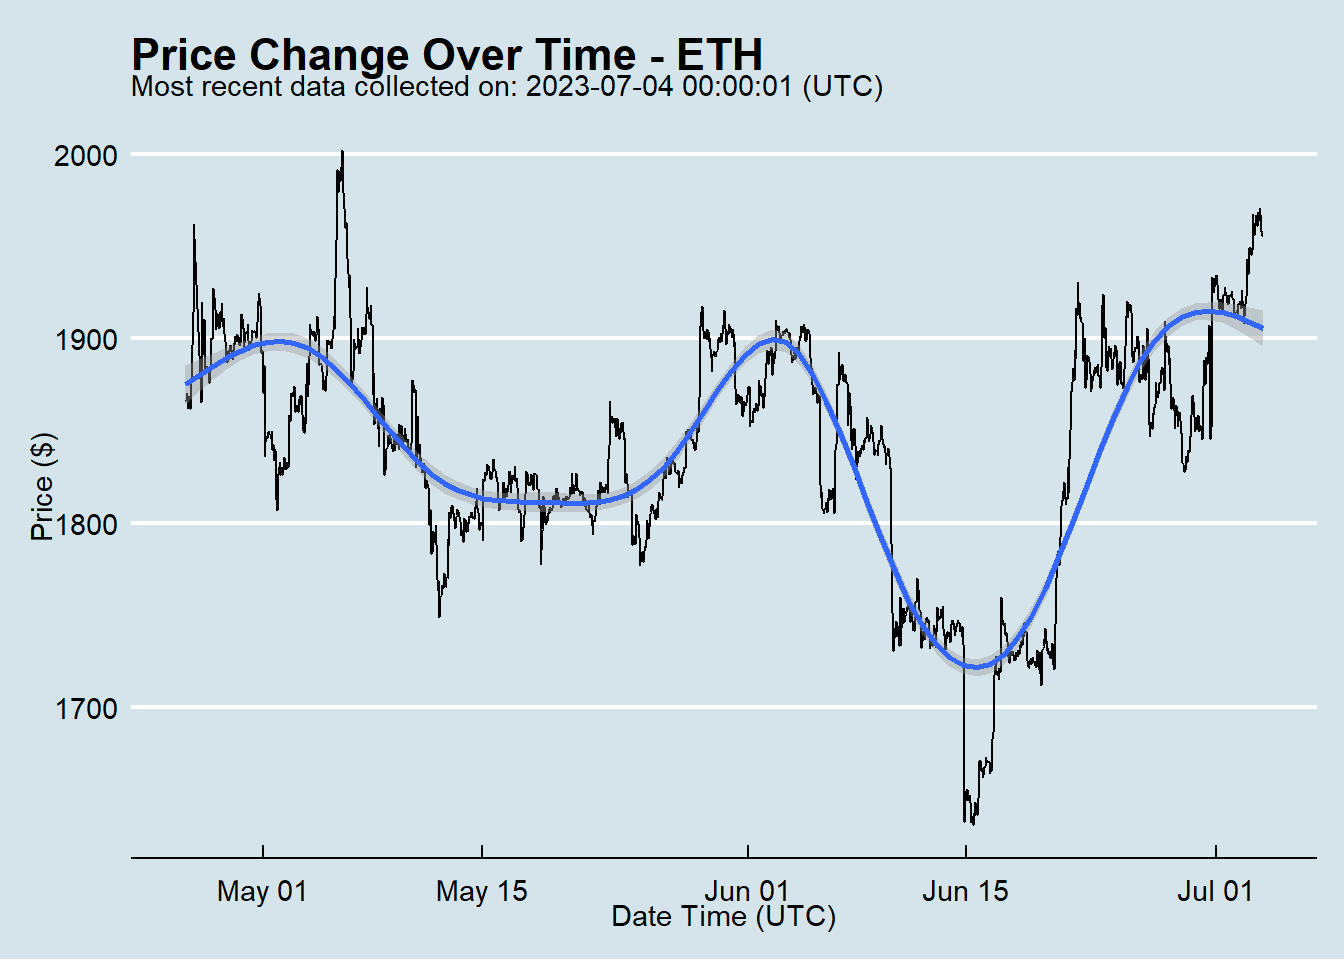 Price Change Over Time - ETH
Most recent data collected on: 2023-07-04 00:00:01 (UTC)
2000
1900
1800
1700
Price ($)
May 01
May 15
Jun 01
Jun 15
Jul 01
Date Time (UTC)